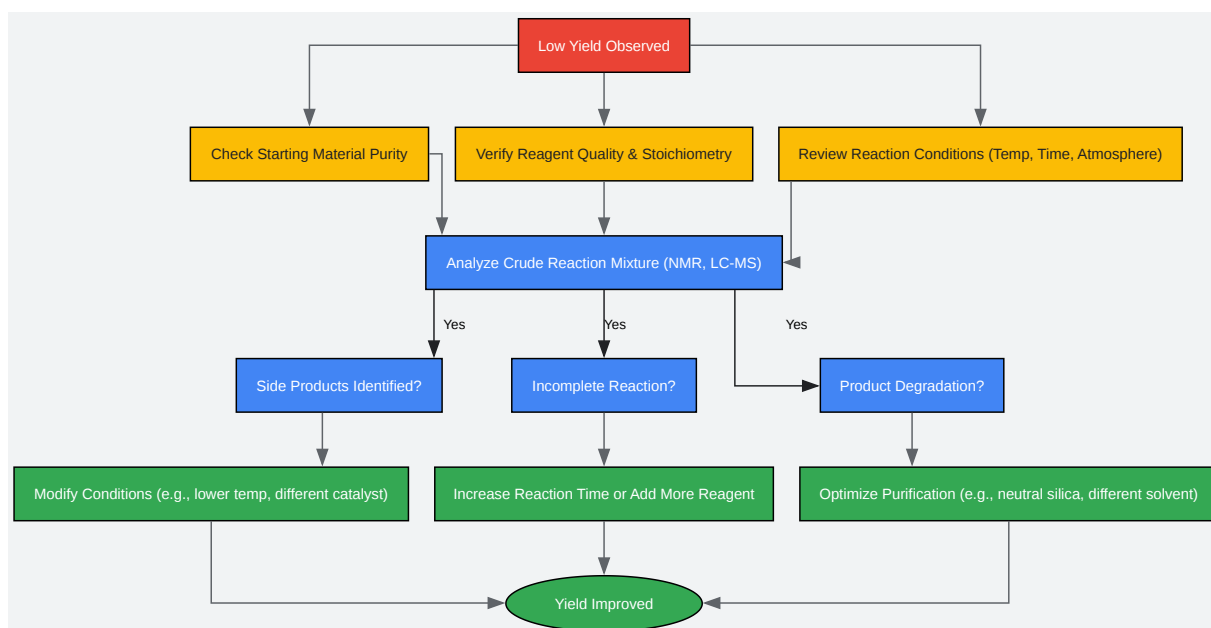 Low Yield Observed
Check Starting Material Purity
Verify Reagent Quality & Stoichiometry
Review Reaction Conditions (Temp, Time, Atmosphere)
Analyze Crude Reaction Mixture (NMR, LC-MS)
Yes
Yes
Yes
Side Products Identified?
Incomplete Reaction?
Product Degradation?
Modify Conditions (e.g., lower temp, different catalyst)
Increase Reaction Time or Add More Reagent
Optimize Purification (e.g., neutral silica, different solvent)
Yield Improved